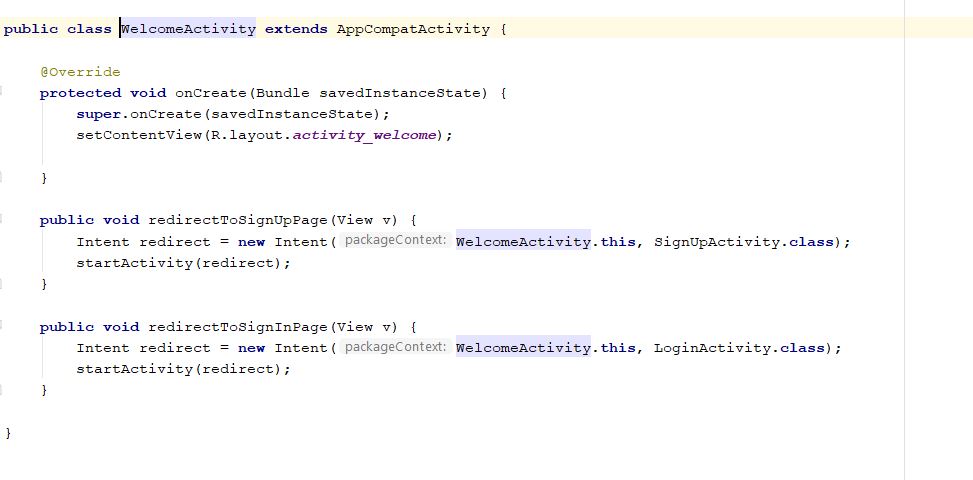 public class WelcomeActivity extends AppCompatActivity {
@Override
protected void onCreate(Bundle savedInstanceState) {
super.onCreate(savedInstanceState);
setContentView(R.layout.activity_welcome);
}
public void redirectToSignUpPage(View v) {
Intent redirect = new Intent( packageContext: WelcomeActivity.this, SignUpActivity.class);
startActivity(redirect);
}
public void redirectToSignInPage(View v) {
Intent redirect = new Intent( packageContext: WelcomeActivity.this, LoginActivity.class);
startActivity(redirect);
}
}